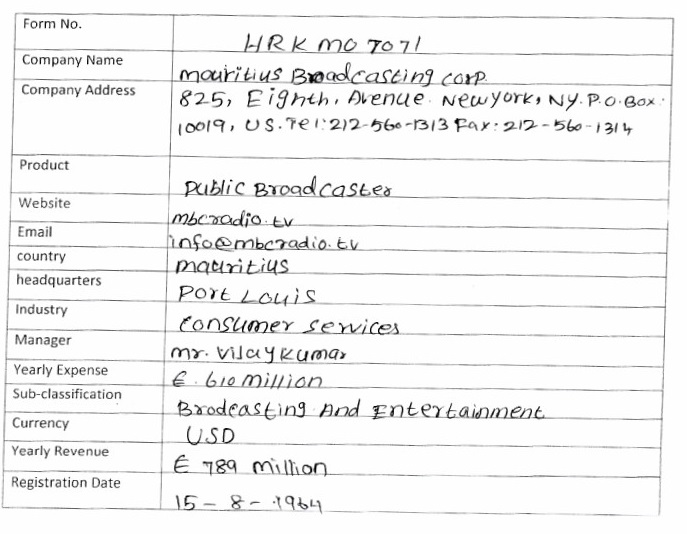 Form No.
HRK MO 7071
Company Name
Mauritius Broadcasting corp.
Company Address
825, Eighth, Avenue. Newyork, NY. P.O.Box:
10019, US. Tel: 212-560-1313 Fax: 212-560-1314
Product
Public Broadcaster
Website
mbcradio.tv
Email
info@mbcradio.tv
country
mauritius
headquarters
Port Louis
Industry
Consumer services
Manager
mr. Vijay Kumar
Yearly Expense
€. 610 million
Sub-classification
Brodcasting And Entertainment
Currency
USD
Yearly Revenue
€ 789 million
Registration Date
15 - 8 - 1964